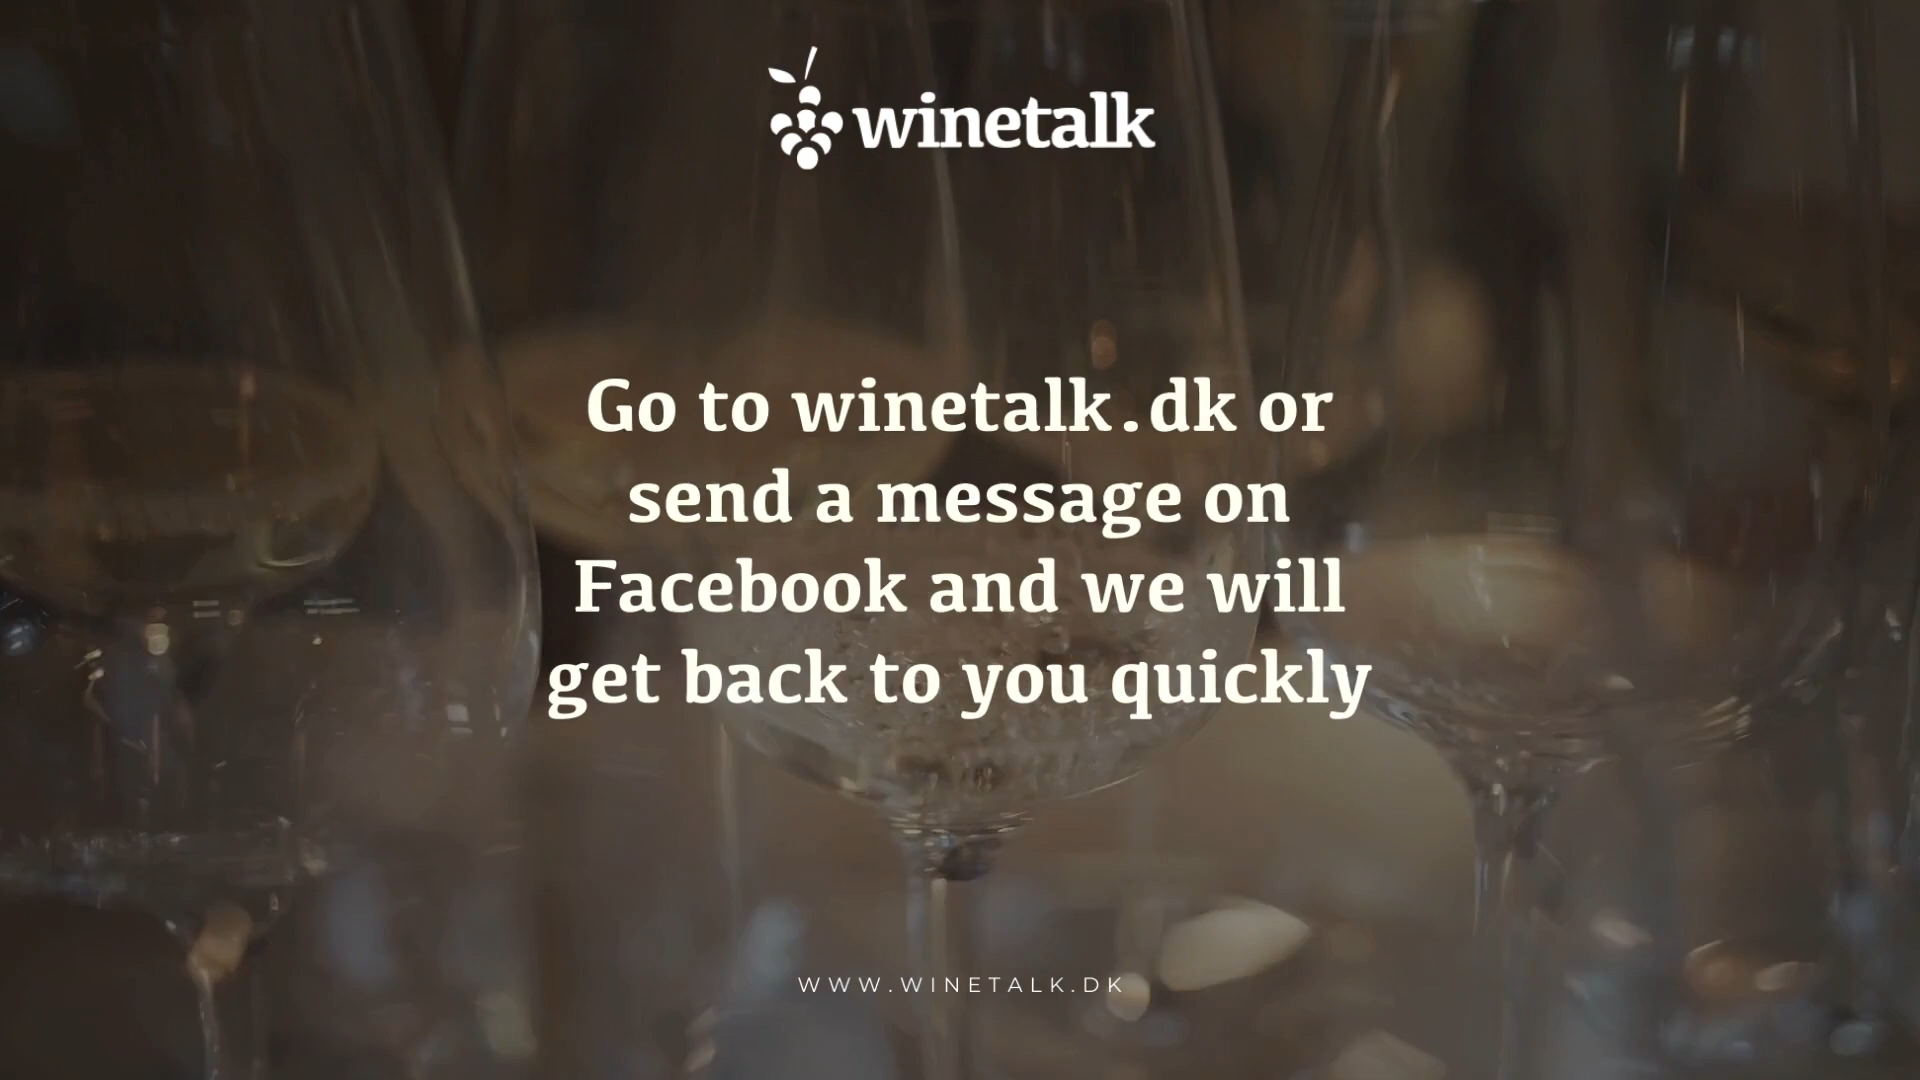 winetalk
Go to winetalk.dk or
send a message on
Facebook and we will
get back to you quickly
WWW.WINETALK.DK